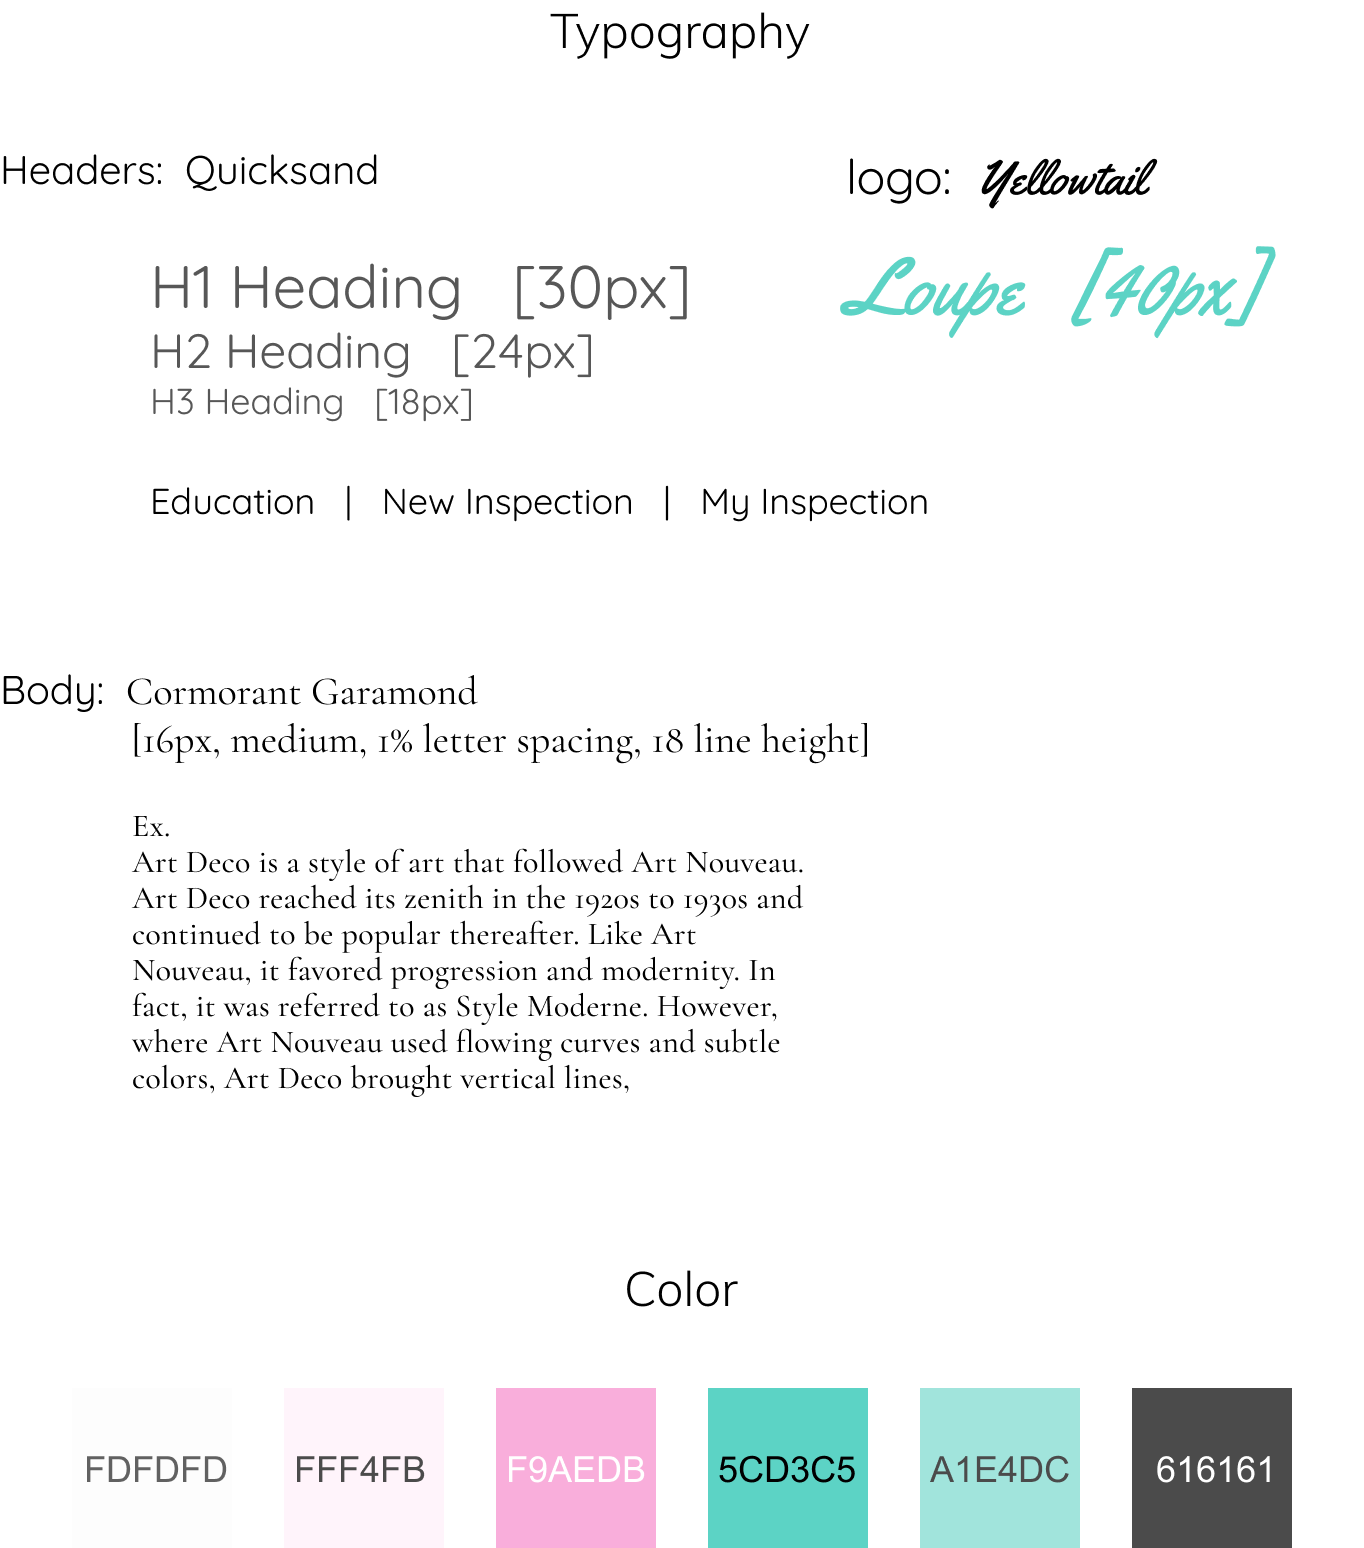 Typography
Headers: Quicksand
logo: Yellowtail
H1 Heading [30px]
Loupe [40px]
H2 Heading [24px]
H3 Heading [18px]
Education | New Inspection | My Inspection
Body: Cormorant Garamond
[16px, medium, 1% letter spacing, 18 line height]
Ex.
Art Deco is a style of art that followed Art Nouveau.
Art Deco reached its zenith in the 1920s to 1930s and
continued to be popular thereafter. Like Art
Nouveau, it favored progression and modernity. In
fact, it was referred to as Style Moderne. However,
where Art Nouveau used flowing curves and subtle
colors, Art Deco brought vertical lines,
Color
FDFDFD
FFF4FB
F9AEDB
5CD3C5
A1E4DC
616161